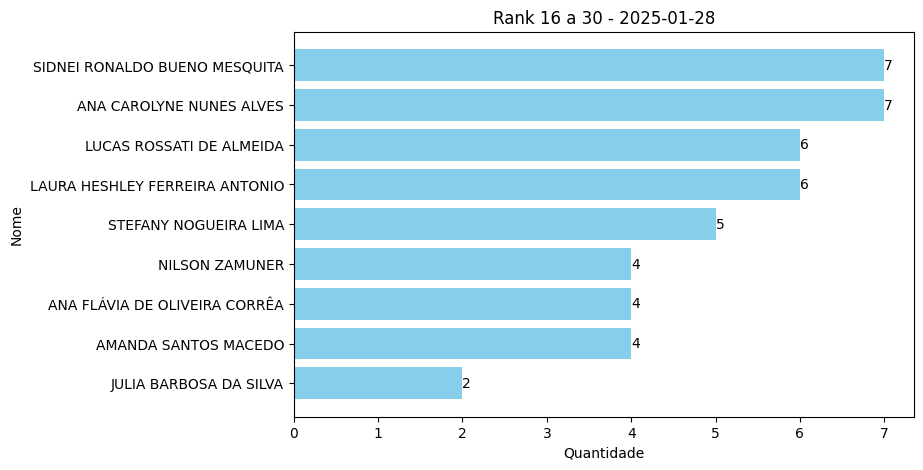 Rank 16 a 30 - 2025-01-28
SIDNEI RONALDO BUENO MESQUITA 7
ANA CAROLYNE NUNES ALVES 7
LUCAS ROSSATI DE ALMEIDA 6
LAURA HESHLEY FERREIRA ANTONIO 6
STEFANY NOGUEIRA LIMA 5
NILSON ZAMUNER 4
ANA FLÁVIA DE OLIVEIRA CORRÊA 4
AMANDA SANTOS MACEDO 4
JULIA BARBOSA DA SILVA 2
Nome
0 1 2 3 4 5 6 7
Quantidade